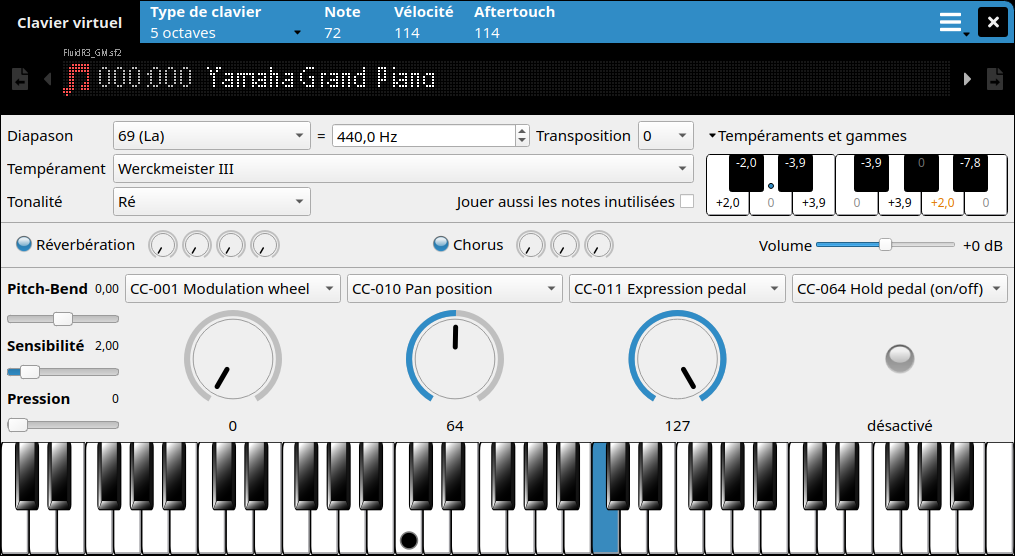 Clavier virtuel
Type de clavier Note Vélocité Aftertouch
5 octaves 72 114 114
FluidR3_GM.sf2
000:000 Yamaha Grand Piano
Diapason 69 (La) = 440,0 Hz Transposition 0 Tempéraments et gammes
Tempérament Werckmeister III
-2,0 -3,9 -3,9 0 -7,8
Tonalité Ré Jouer aussi les notes inutilisées
+2,0 0 +3,9 0 +3,9 +2,0 0
Réverbération Chorus Volume +0 dB
Pitch-Bend 0,00 CC-001 Modulation wheel CC-010 Pan position CC-011 Expression pedal CC-064 Hold pedal (on/off)
Sensibilité 2,00
Pression 0
0 64 127 désactivé